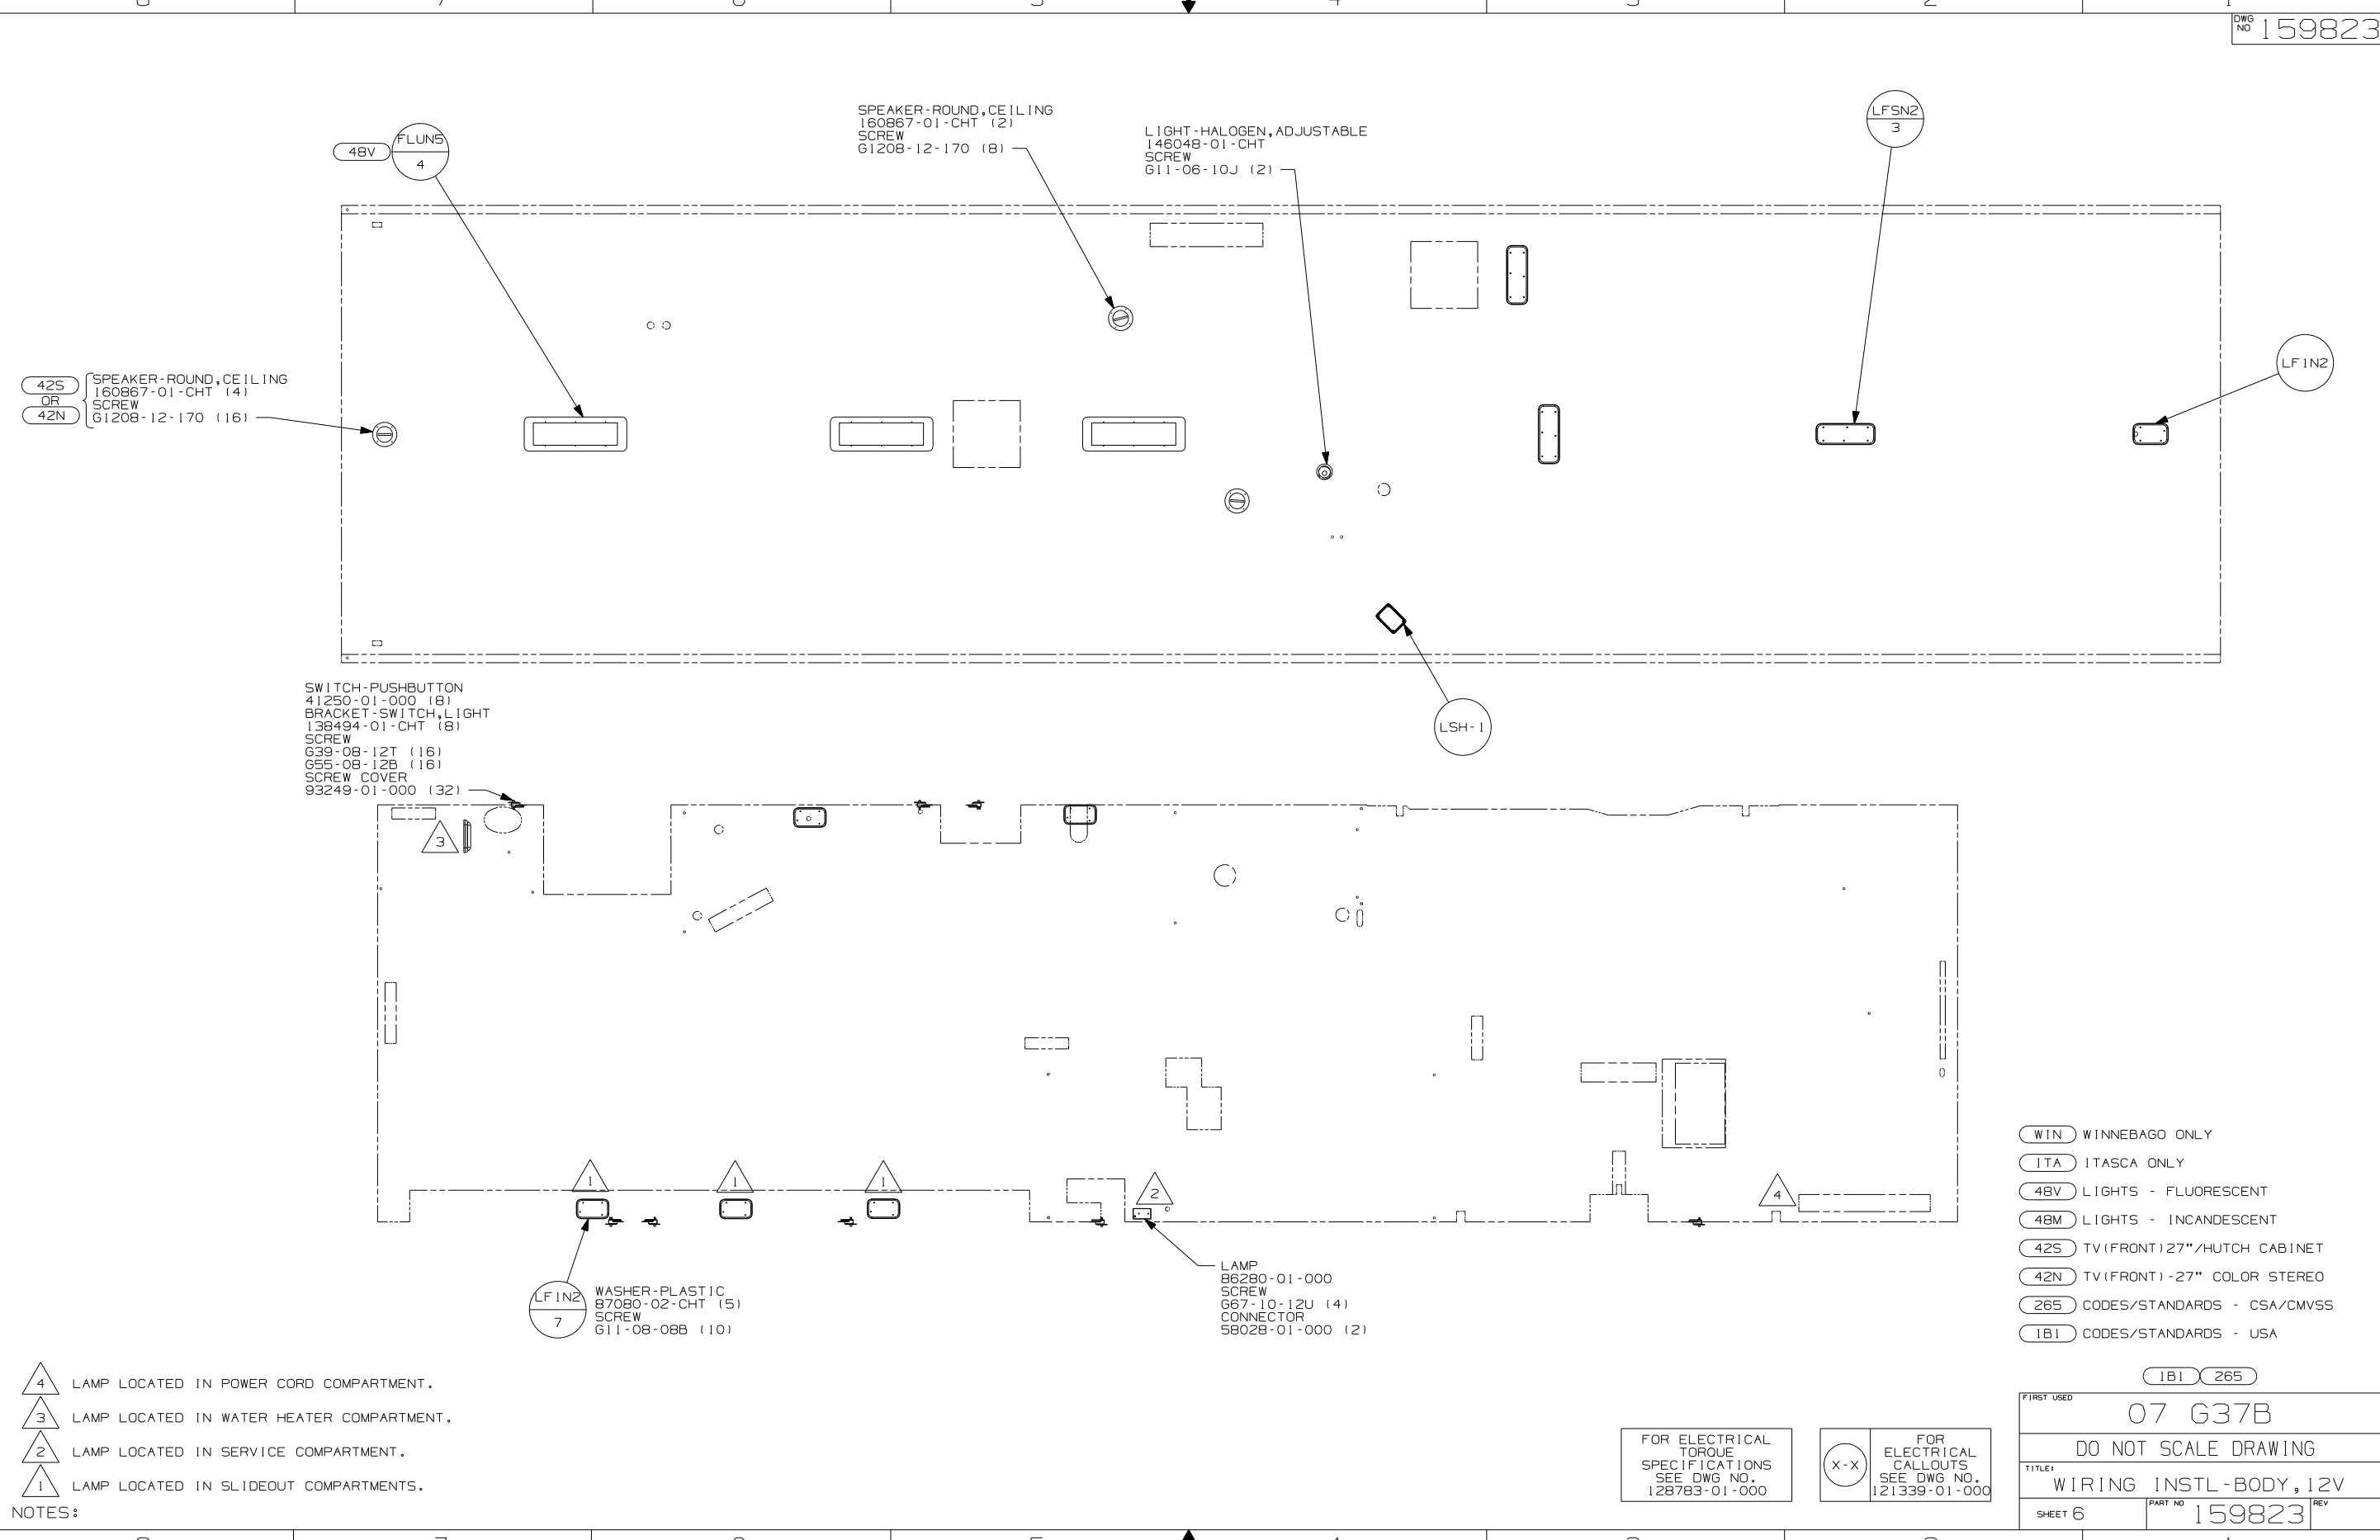 DWG NO 159823
SPEAKER-ROUND,CEILING
160867-01-CHT (2)
SCREW
G1208-12-170 (8)
LIGHT-HALOGEN,ADJUSTABLE
146048-01-CHT
SCREW
G11-06-10J (2)
LFSN2
3
48V
FLUN5
4
LF1N2
42S
OR
42N
SPEAKER-ROUND,CEILING
160867-01-CHT (4)
SCREW
G1208-12-170 (16)
LSH-1
SWITCH-PUSHBUTTON
41250-01-000 (8)
BRACKET-SWITCH,LIGHT
138494-01-CHT (8)
SCREW
G39-08-12T (16)
G55-08-12B (16)
SCREW COVER
93249-01-000 (32)
3
1
1
1
2
4
LF1N2
7
WASHER-PLASTIC
87080-02-CHT (5)
SCREW
G11-08-08B (10)
LAMP
86280-01-000
SCREW
G67-10-12U (4)
CONNECTOR
58028-01-000 (2)
WIN WINNEBAGO ONLY
ITA ITASCA ONLY
48V LIGHTS - FLUORESCENT
48M LIGHTS - INCANDESCENT
42S TV(FRONT)27"/HUTCH CABINET
42N TV(FRONT)-27" COLOR STEREO
265 CODES/STANDARDS - CSA/CMVSS
1B1 CODES/STANDARDS - USA
4 LAMP LOCATED IN POWER CORD COMPARTMENT.
3 LAMP LOCATED IN WATER HEATER COMPARTMENT.
2 LAMP LOCATED IN SERVICE COMPARTMENT.
1 LAMP LOCATED IN SLIDEOUT COMPARTMENTS.
NOTES:
FOR ELECTRICAL
TORQUE
SPECIFICATIONS
SEE DWG NO.
128783-01-000
X-X
FOR
ELECTRICAL
CALLOUTS
SEE DWG NO.
121339-01-000
1B1 265
FIRST USED
07 G37B
DO NOT SCALE DRAWING
TITLE:
WIRING INSTL-BODY,12V
SHEET 6
PART NO 159823
REV